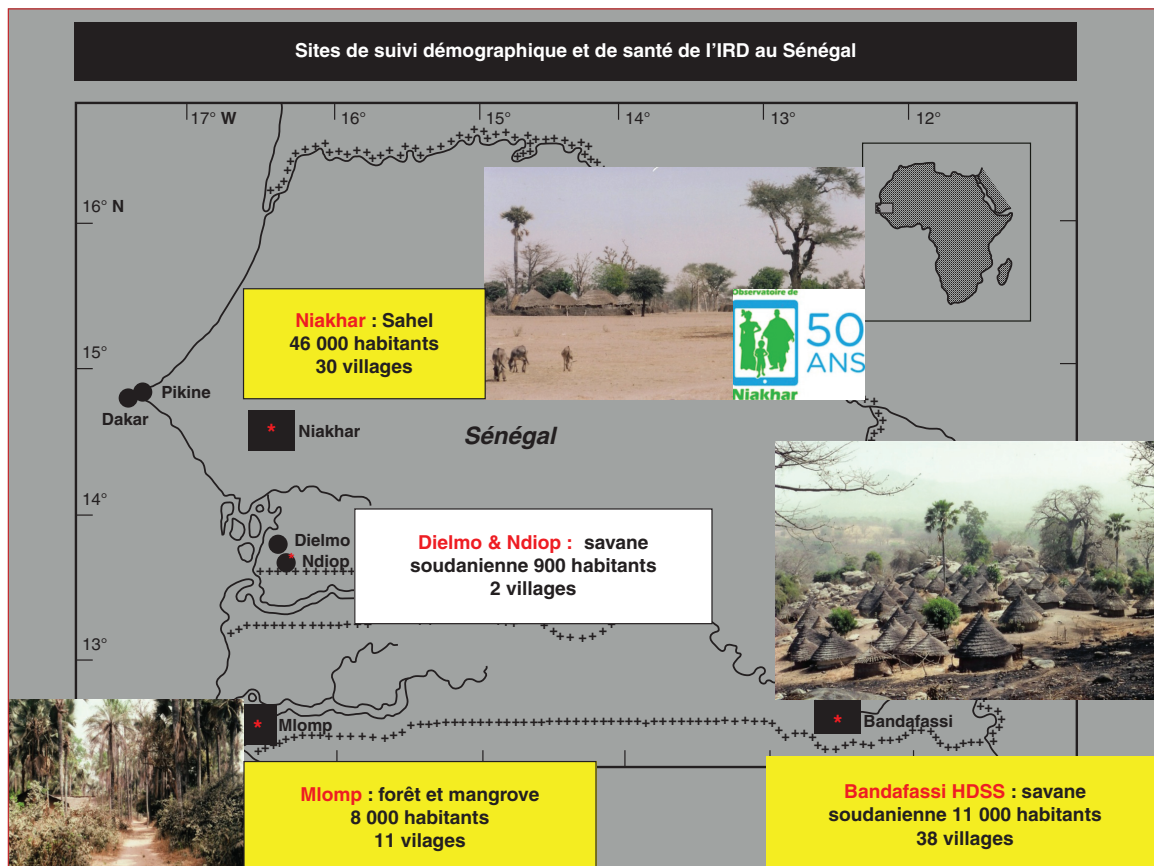 Sites de suivi démographique et de santé de l'IRD au Sénégal
17° W
16°
15°
14°
13°
12°
16° N
Observatoire de
50
ANS
Niakhar
Niakhar : Sahel
46 000 habitants
30 villages
15°
Pikine
Dakar
* Niakhar
Sénégal
14°
Dielmo
* Ndiop
Dielmo & Ndiop : savane
soudanienne 900 habitants
2 villages
13°
* Mlomp
* Bandafassi
Mlomp : forêt et mangrove
8 000 habitants
11 vilages
Bandafassi HDSS : savane
soudanienne 11 000 habitants
38 villages